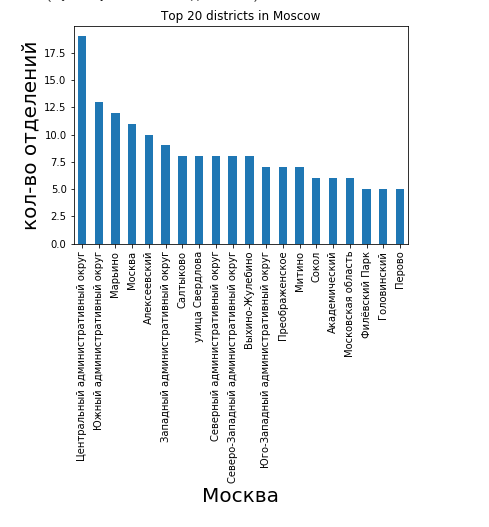 Top 20 districts in Moscow
кол-во отделений
17.5
15.0
12.5
10.0
7.5
5.0
2.5
0.0
Центральный административный округ
Южный административный округ
Марьино
Москва
Алексеевский
Западный административный округ
Салтыково
улица Свердлова
Северный административный округ
Северо-Западный административный округ
Выхино-Жулебино
Юго-Западный административный округ
Преображенское
Митино
Сокол
Академический
Московская область
Филёвский Парк
Головинский
Перово
Москва